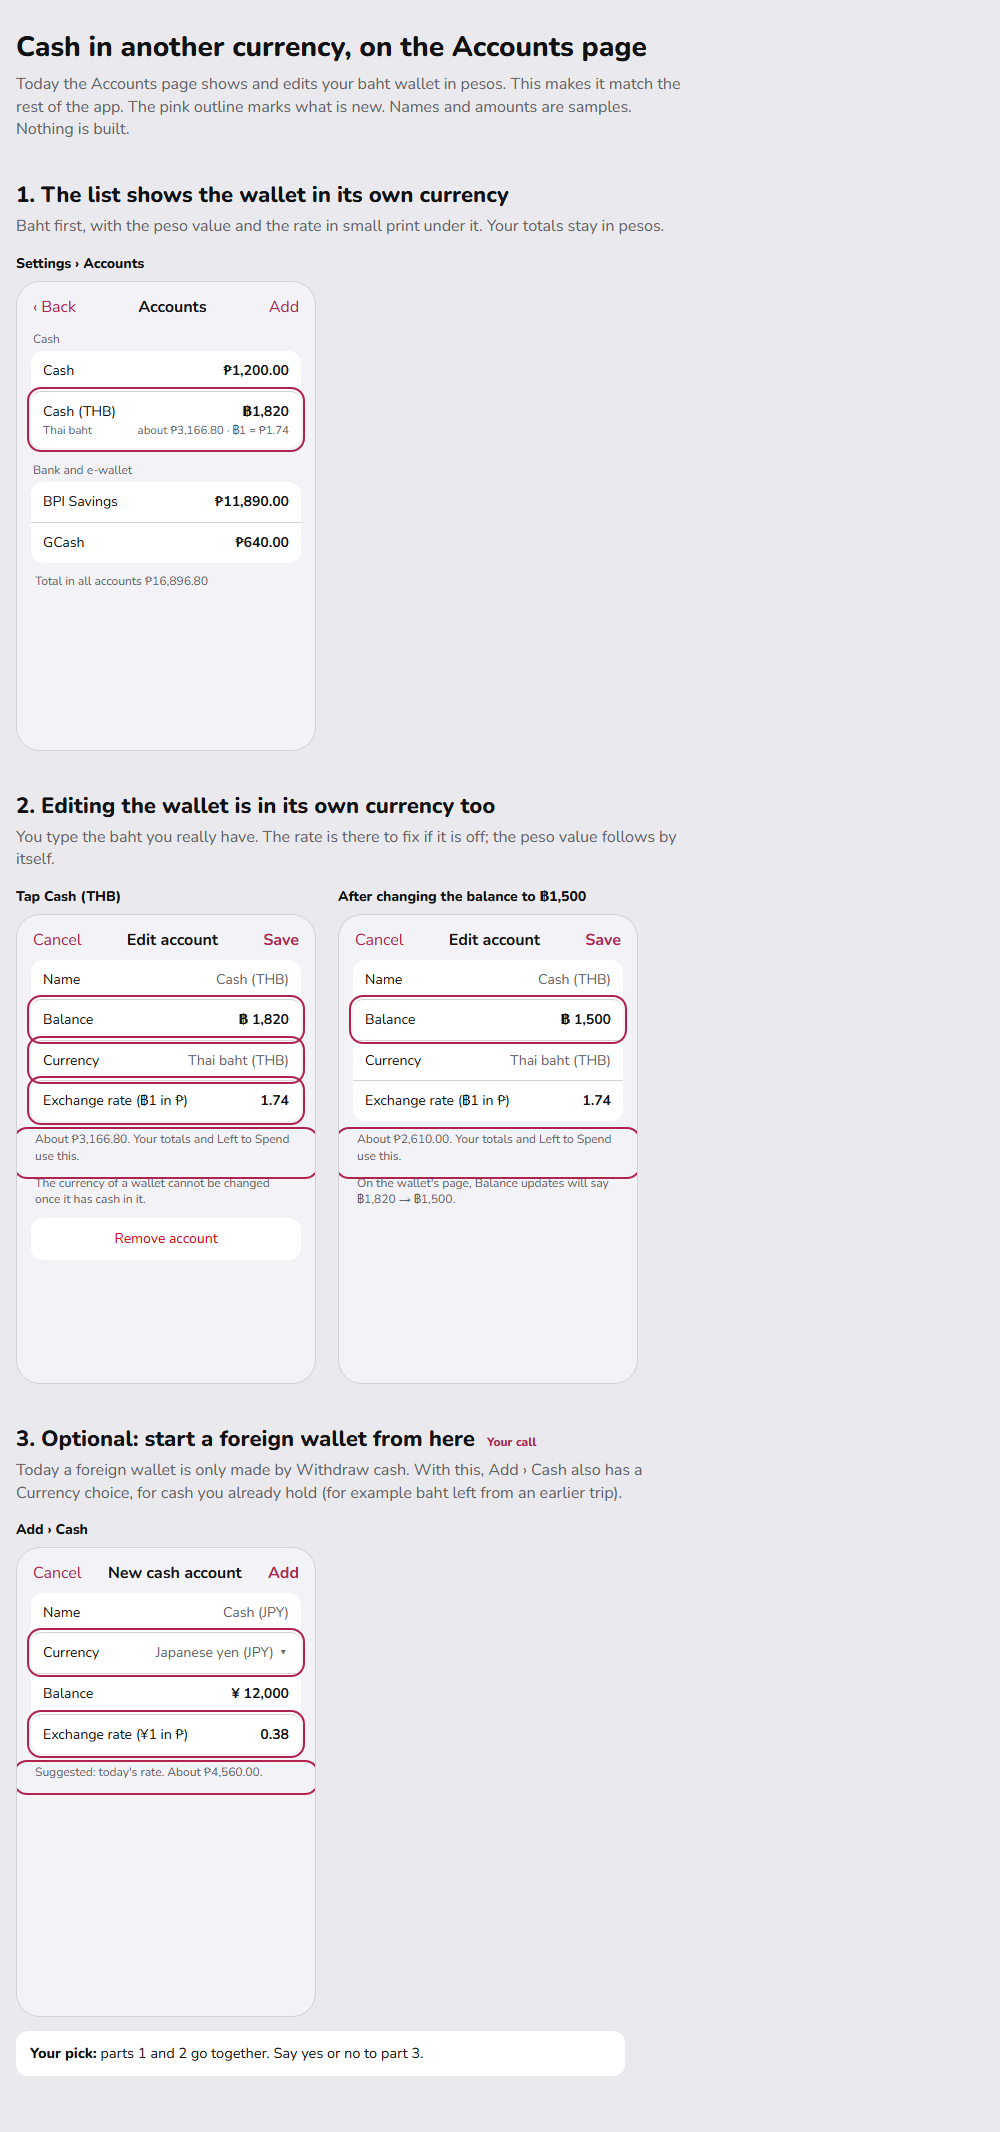 Cash in another currency, on the Accounts page
Today the Accounts page shows and edits your baht wallet in pesos. This makes it match the
rest of the app. The pink outline marks what is new. Names and amounts are samples.
Nothing is built.
1. The list shows the wallet in its own currency
Baht first, with the peso value and the rate in small print under it. Your totals stay in pesos.
Settings › Accounts
‹ Back Accounts Add
Cash
Cash ₱1,200.00
Cash (THB) ฿1,820
Thai baht about ₱3,166.80 · ฿1 = ₱1.74
Bank and e-wallet
BPI Savings ₱11,890.00
GCash ₱640.00
Total in all accounts ₱16,896.80
2. Editing the wallet is in its own currency too
You type the baht you really have. The rate is there to fix if it is off; the peso value follows by
itself.
Tap Cash (THB)
Cancel Edit account Save
Name Cash (THB)
Balance ฿ 1,820
Currency Thai baht (THB)
Exchange rate (฿1 in ₱) 1.74
About ₱3,166.80. Your totals and Left to Spend
use this.
The currency of a wallet cannot be changed
once it has cash in it.
Remove account
After changing the balance to ฿1,500
Cancel Edit account Save
Name Cash (THB)
Balance ฿ 1,500
Currency Thai baht (THB)
Exchange rate (฿1 in ₱) 1.74
About ₱2,610.00. Your totals and Left to Spend
use this.
On the wallet's page, Balance updates will say
฿1,820 → ฿1,500.
3. Optional: start a foreign wallet from here Your call
Today a foreign wallet is only made by Withdraw cash. With this, Add › Cash also has a
Currency choice, for cash you already hold (for example baht left from an earlier trip).
Add › Cash
Cancel New cash account Add
Name Cash (JPY)
Currency Japanese yen (JPY) ▾
Balance ¥ 12,000
Exchange rate (¥1 in ₱) 0.38
Suggested: today's rate. About ₱4,560.00.
Your pick: parts 1 and 2 go together. Say yes or no to part 3.